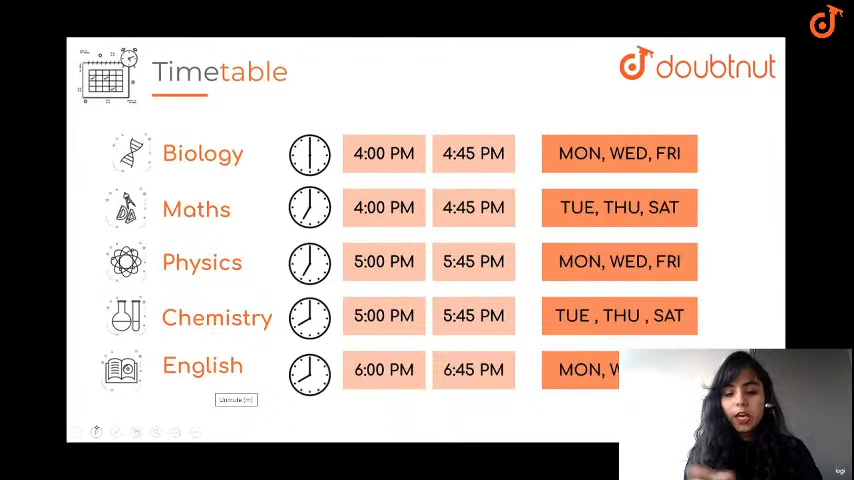 Timetable
doubtnut
Biology 4:00 PM 4:45 PM MON, WED, FRI
Maths 4:00 PM 4:45 PM TUE, THU, SAT
Physics 5:00 PM 5:45 PM MON, WED, FRI
Chemistry 5:00 PM 5:45 PM TUE , THU , SAT
English 6:00 PM 6:45 PM MON,
Unmute (m)
logi